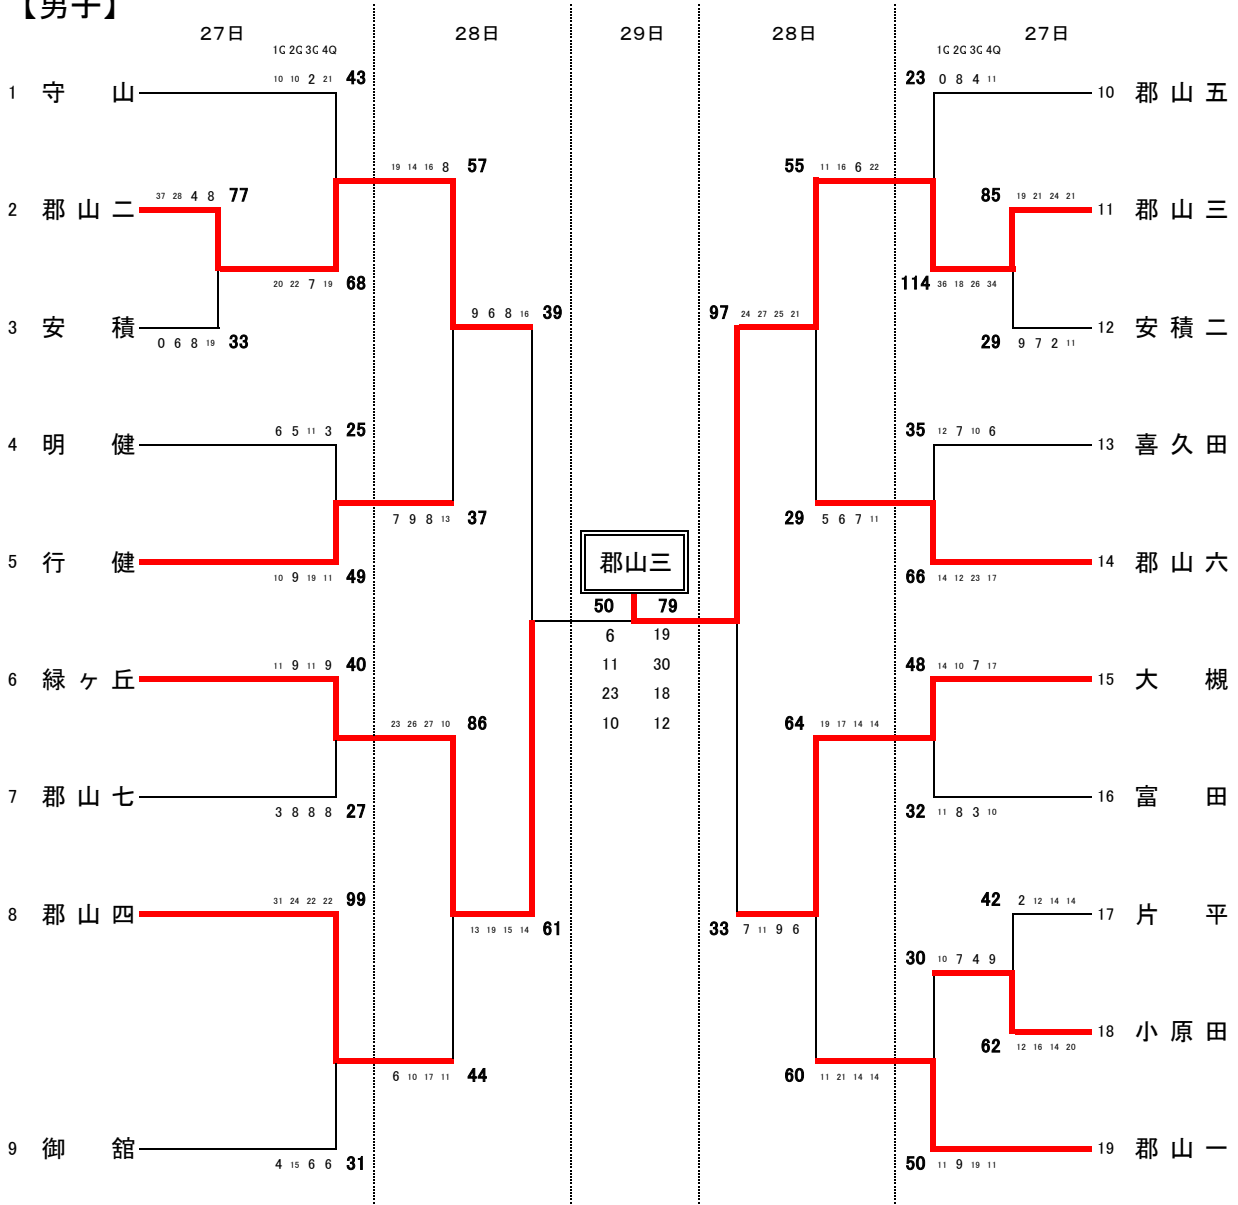 【男子】
27日 28日 29日 28日 27日
1Q 2Q 3Q 4Q 1Q 2Q 3Q 4Q
1 守 山 10 10 2 21 43 23 0 8 4 11 10 郡山五
19 14 16 8 57 55 11 16 6 22
2 郡山二 37 28 4 8 77 85 19 21 24 21 11 郡山三
20 22 7 19 68 114 36 18 26 34
9 6 8 16 39 97 24 27 25 21
3 安 積 0 6 8 19 33 29 9 7 2 11 12 安積二
4 明 健 6 5 11 3 25 35 12 7 10 6 13 喜久田
7 9 8 13 37 29 5 6 7 11
5 行 健 10 9 19 11 49 郡山三 66 14 12 23 17 14 郡山六
50 79
6 19
11 30
23 18
10 12
6 緑ヶ丘 11 9 11 9 40 48 14 10 7 17 15 大 槻
23 26 27 10 86 64 19 17 14 14
7 郡山七 3 8 8 8 27 32 11 8 3 10 16 富 田
8 郡山四 31 24 22 22 99 42 2 12 14 14 17 片 平
13 19 15 14 61 33 7 11 9 6
30 10 7 4 9
62 12 16 14 20 18 小原田
6 10 17 11 44 60 11 21 14 14
9 御 舘 4 15 6 6 31 50 11 9 19 11 19 郡山一